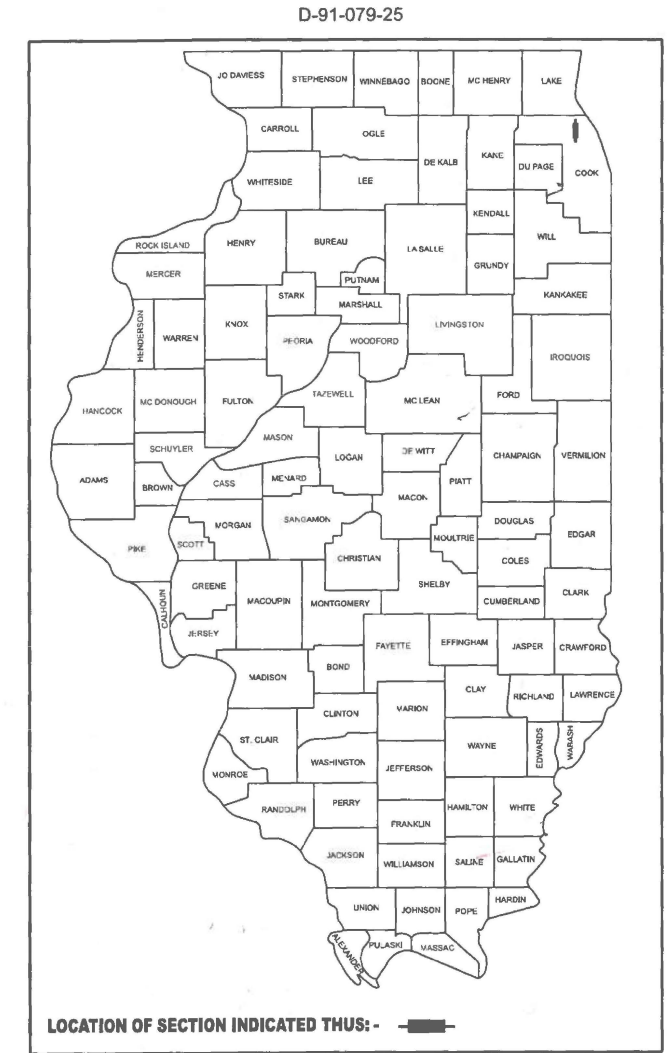 D-91-079-25
JO DAVIESS STEPHENSON WINNEBAGO BOONE MC HENRY LAKE
CARROLL OGLE DE KALB KANE DU PAGE COOK
WHITESIDE LEE KENDALL WILL
ROCK ISLAND HENRY BUREAU LA SALLE GRUNDY
MERCER PUTNAM KANKAKEE
STARK MARSHALL
HENDERSON WARREN KNOX PEORIA WOODFORD LIVINGSTON IROQUOIS
HANCOCK MC DONOUGH FULTON TAZEWELL MC LEAN FORD
MASON
SCHUYLER LOGAN DE WITT CHAMPAIGN VERMILION
ADAMS BROWN CASS MENARD PIATT
MACON
PIKE SCOTT MORGAN SANGAMON MOULTRIE DOUGLAS EDGAR
CHRISTIAN COLES
GREENE SHELBY
CALHOUN MACOUPIN MONTGOMERY CUMBERLAND CLARK
JERSEY FAYETTE EFFINGHAM JASPER CRAWFORD
MADISON BOND CLAY RICHLAND LAWRENCE
CLINTON MARION
ST. CLAIR WASHINGTON JEFFERSON WAYNE EDWARDS WABASH
MONROE
RANDOLPH PERRY HAMILTON WHITE
FRANKLIN
JACKSON WILLIAMSON SALINE GALLATIN
UNION JOHNSON POPE HARDIN
ALEXANDER PULASKI MASSAC
LOCATION OF SECTION INDICATED THUS: -